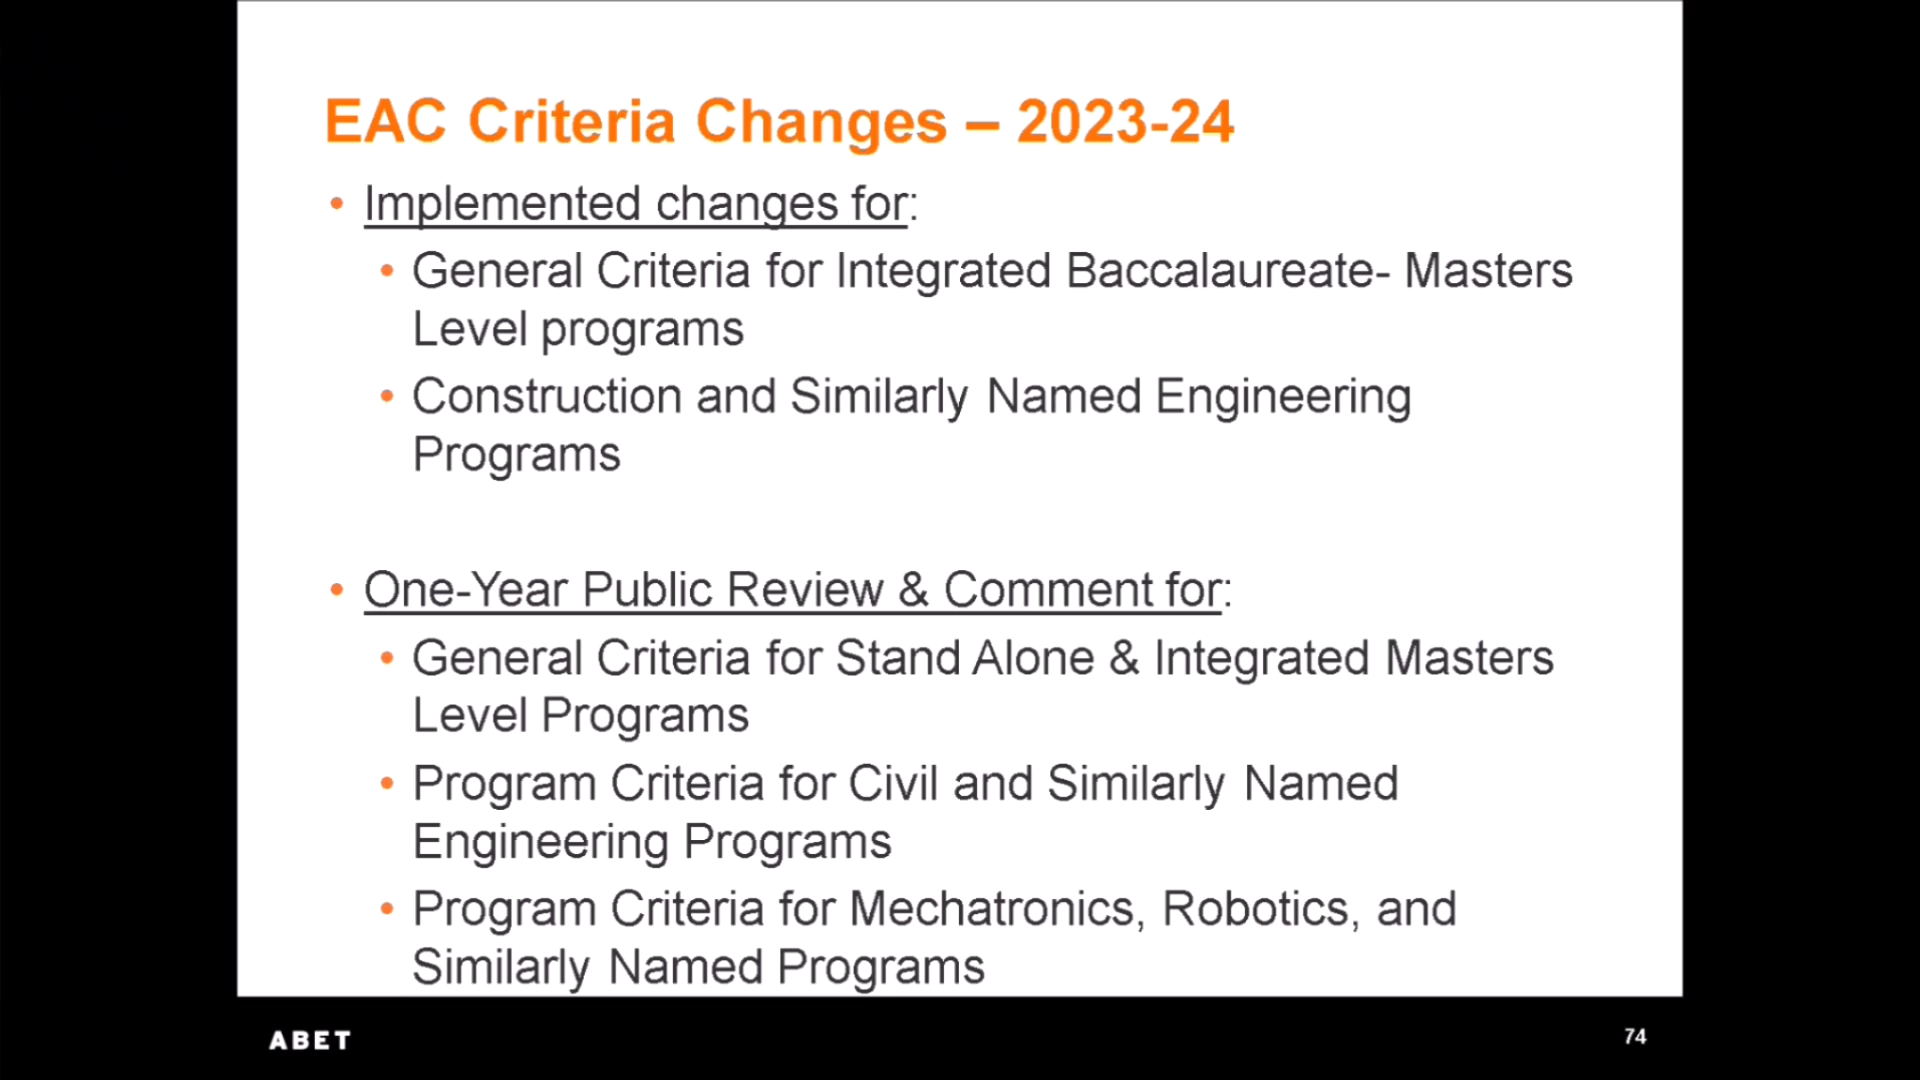 EAC Criteria Changes – 2023-24
• Implemented changes for:
• General Criteria for Integrated Baccalaureate- Masters
Level programs
• Construction and Similarly Named Engineering
Programs
• One-Year Public Review & Comment for:
• General Criteria for Stand Alone & Integrated Masters
Level Programs
• Program Criteria for Civil and Similarly Named
Engineering Programs
• Program Criteria for Mechatronics, Robotics, and
Similarly Named Programs
ABET
74